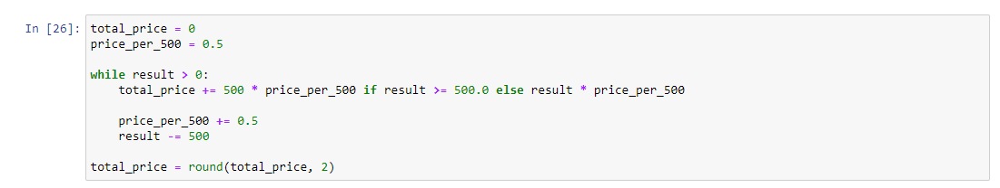 In [26]: total_price = 0
price_per_500 = 0.5
while result > 0:
    total_price += 500 * price_per_500 if result >= 500.0 else result * price_per_500
    price_per_500 += 0.5
    result -= 500
total_price = round(total_price, 2)